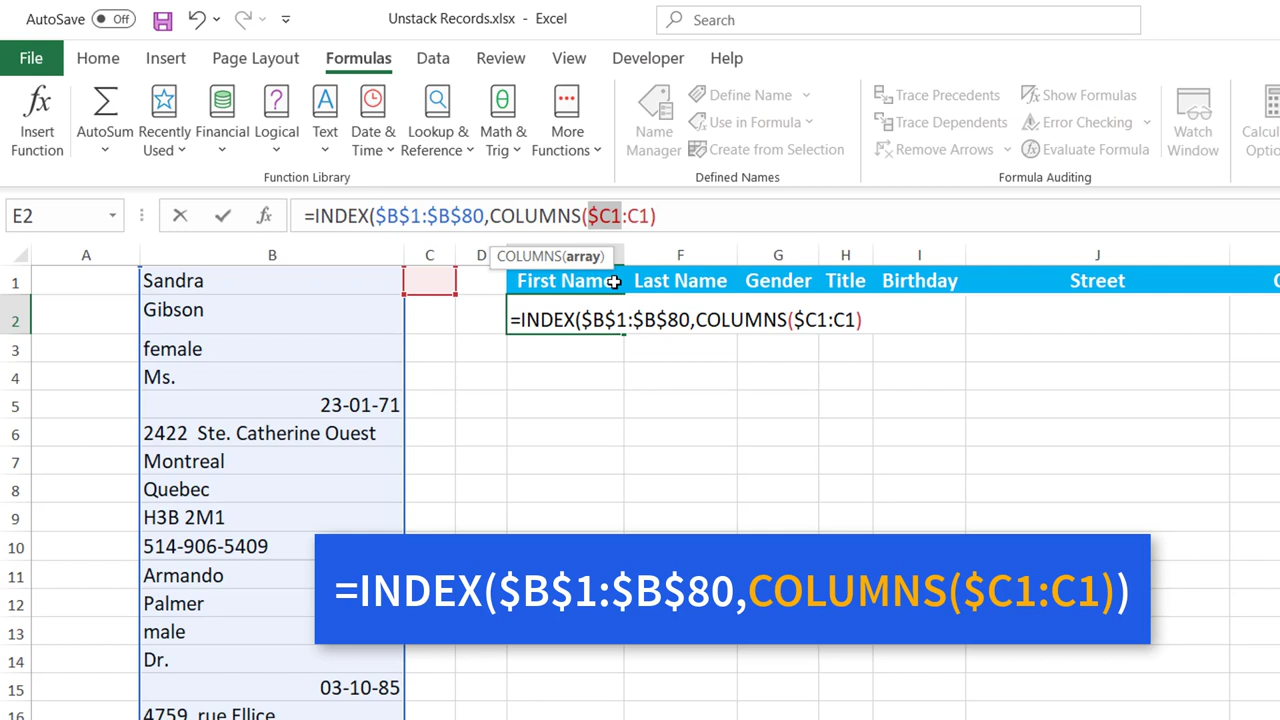 AutoSave Off Unstack Records.xlsx - Excel Search
File Home Insert Page Layout Formulas Data Review View Developer Help
Insert Function
AutoSum
Recently Used
Financial
Logical
Text
Date & Time
Lookup & Reference
Math & Trig
More Functions
Function Library
Name Manager
Define Name
Use in Formula
Create from Selection
Defined Names
Trace Precedents
Trace Dependents
Remove Arrows
Show Formulas
Error Checking
Evaluate Formula
Formula Auditing
Watch Window
E2 fx =INDEX($B$1:$B$80,COLUMNS($C1:C1)
COLUMNS(array)
A B C D F G H I J
1 Sandra First Name Last Name Gender Title Birthday Street
2 Gibson =INDEX($B$1:$B$80,COLUMNS($C1:C1)
3 female
4 Ms.
5 23-01-71
6 2422 Ste. Catherine Ouest
7 Montreal
8 Quebec
9 H3B 2M1
10 514-906-5409
11 Armando
12 Palmer
13 male
14 Dr.
15 03-10-85
16 4759 rue Ellice
=INDEX($B$1:$B$80,COLUMNS($C1:C1))